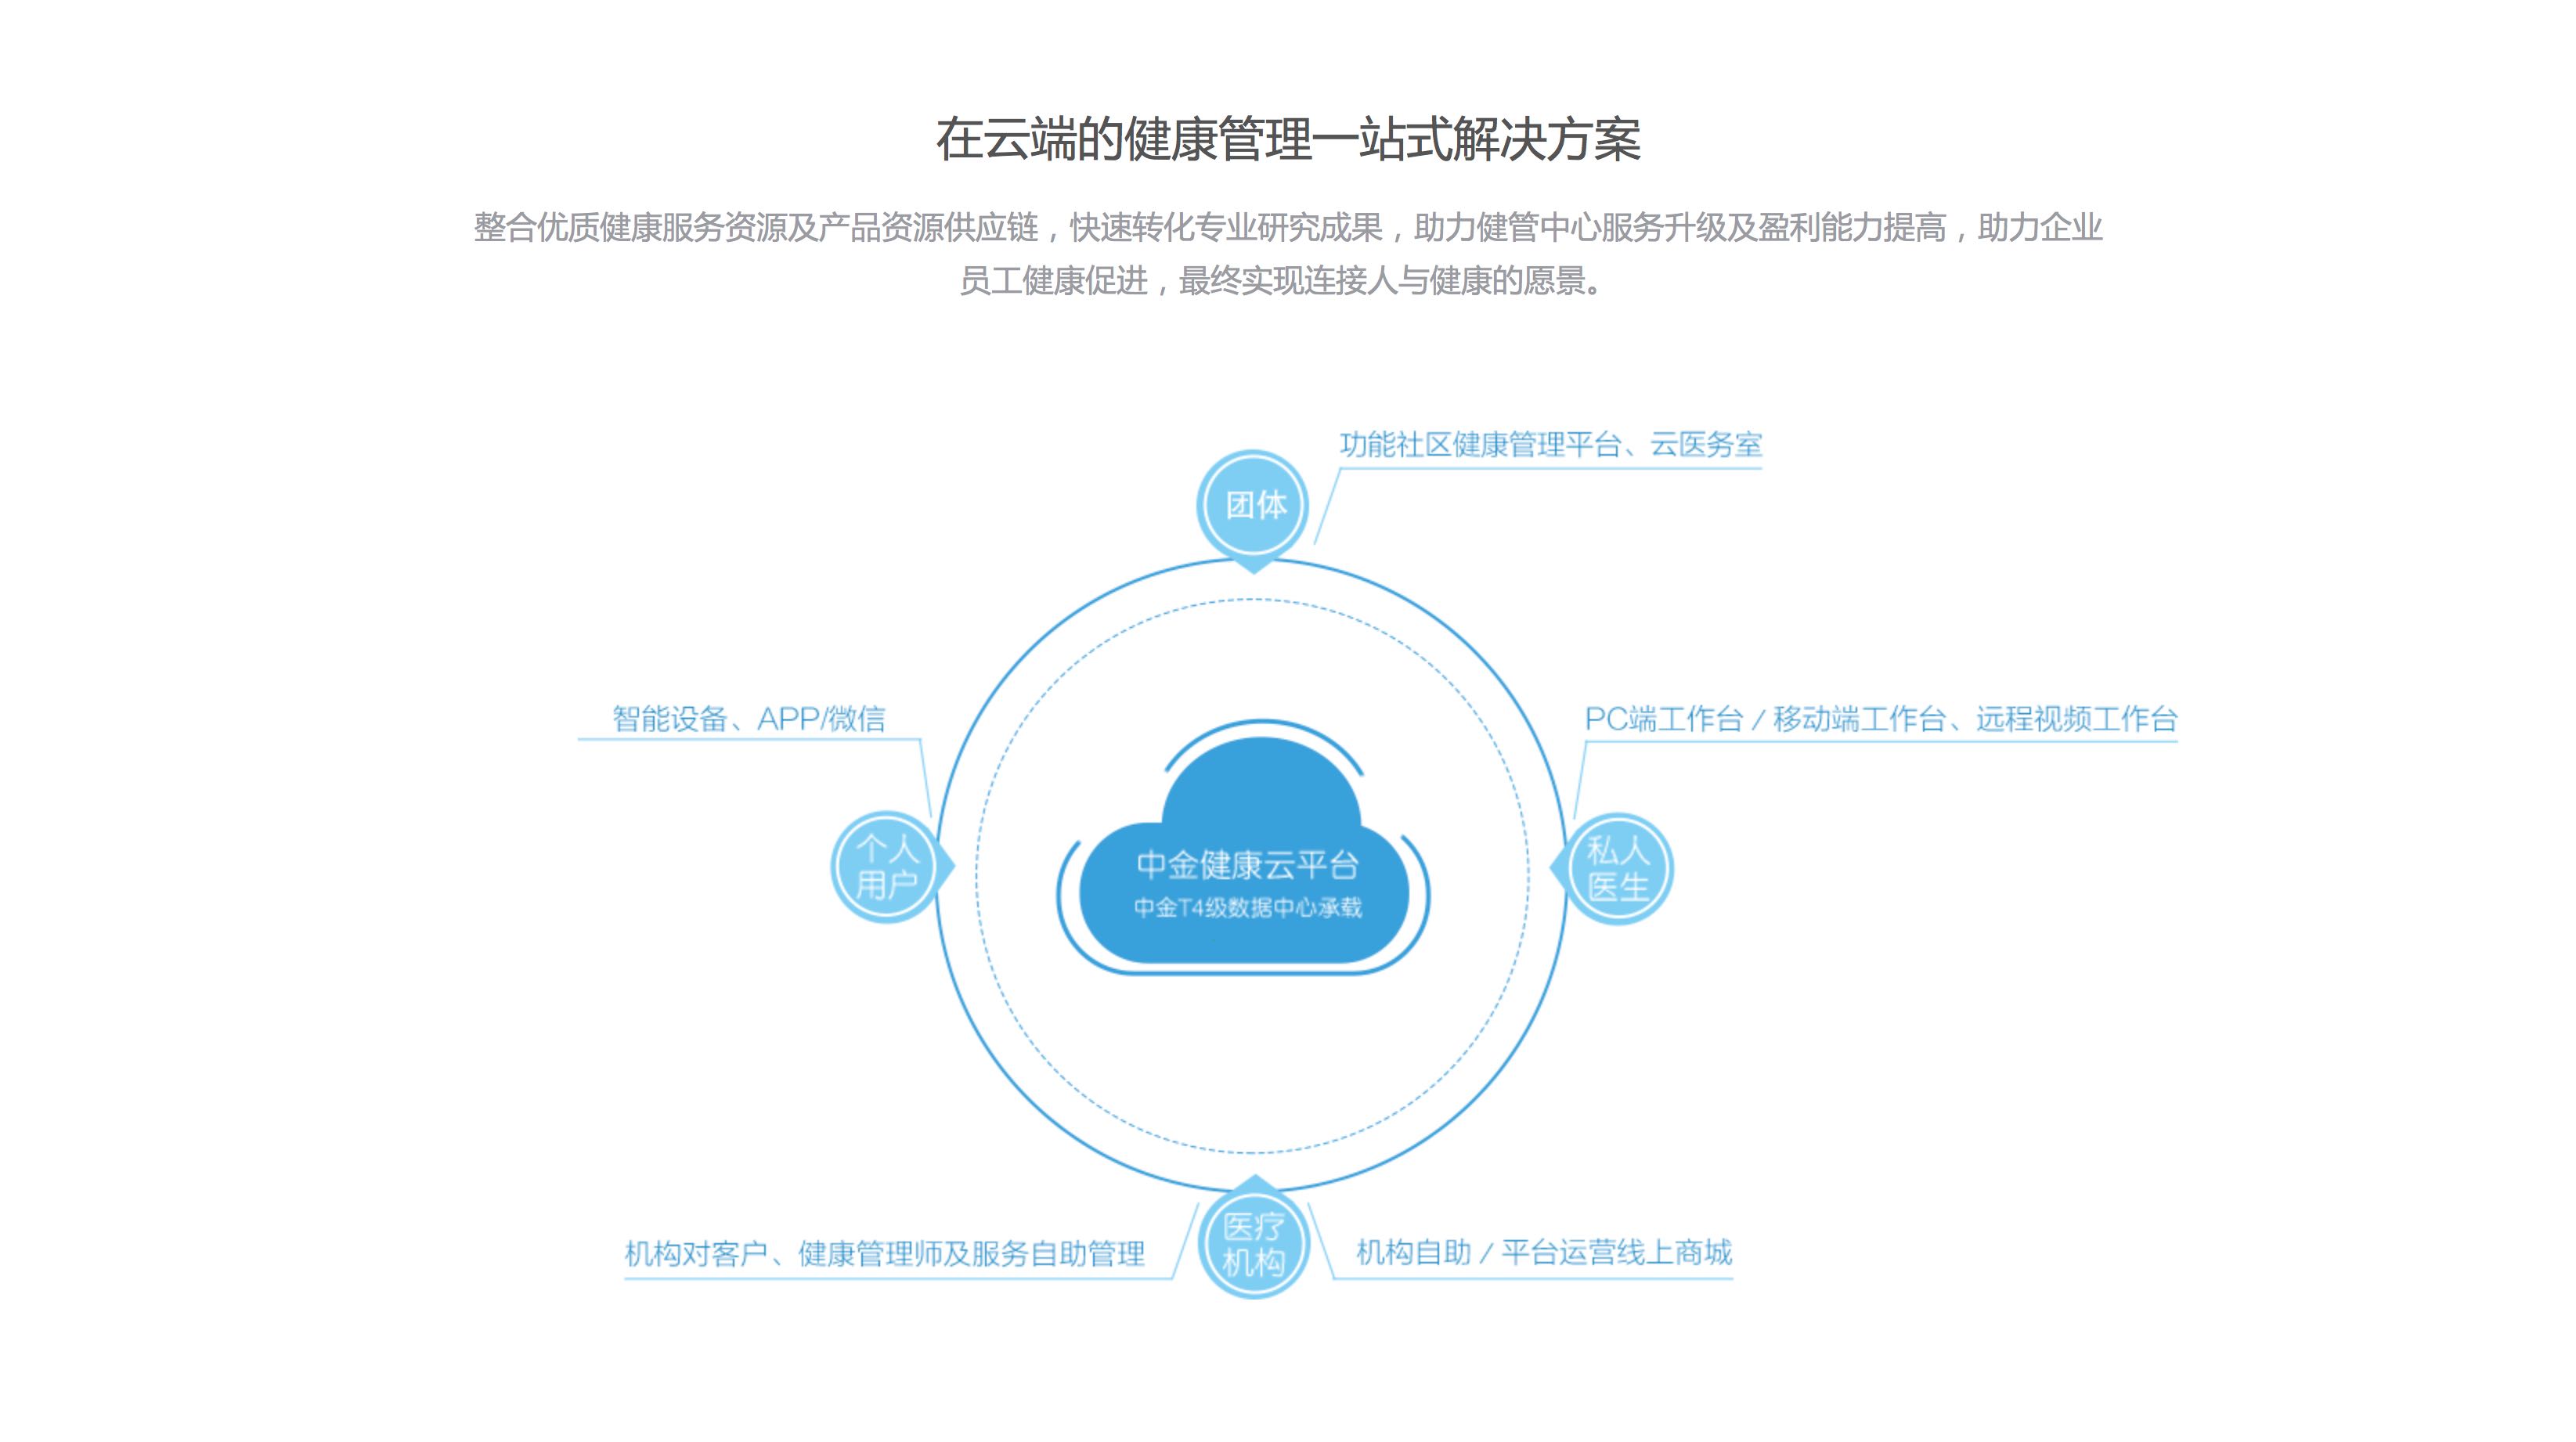 在云端的健康管理一站式解决方案
整合优质健康服务资源及产品资源供应链，快速转化专业研究成果，助力健管中心服务升级及盈利能力提高，助力企业
员工健康促进，最终实现连接人与健康的愿景。
功能社区健康管理平台、云医务室
团体
智能设备、APP/微信
PC端工作台 / 移动端工作台、远程视频工作台
个人
用户
中金健康云平台
中金T4级数据中心承载
私人
医生
机构对客户、健康管理师及服务自助管理
医疗
机构
机构自助 / 平台运营线上商城